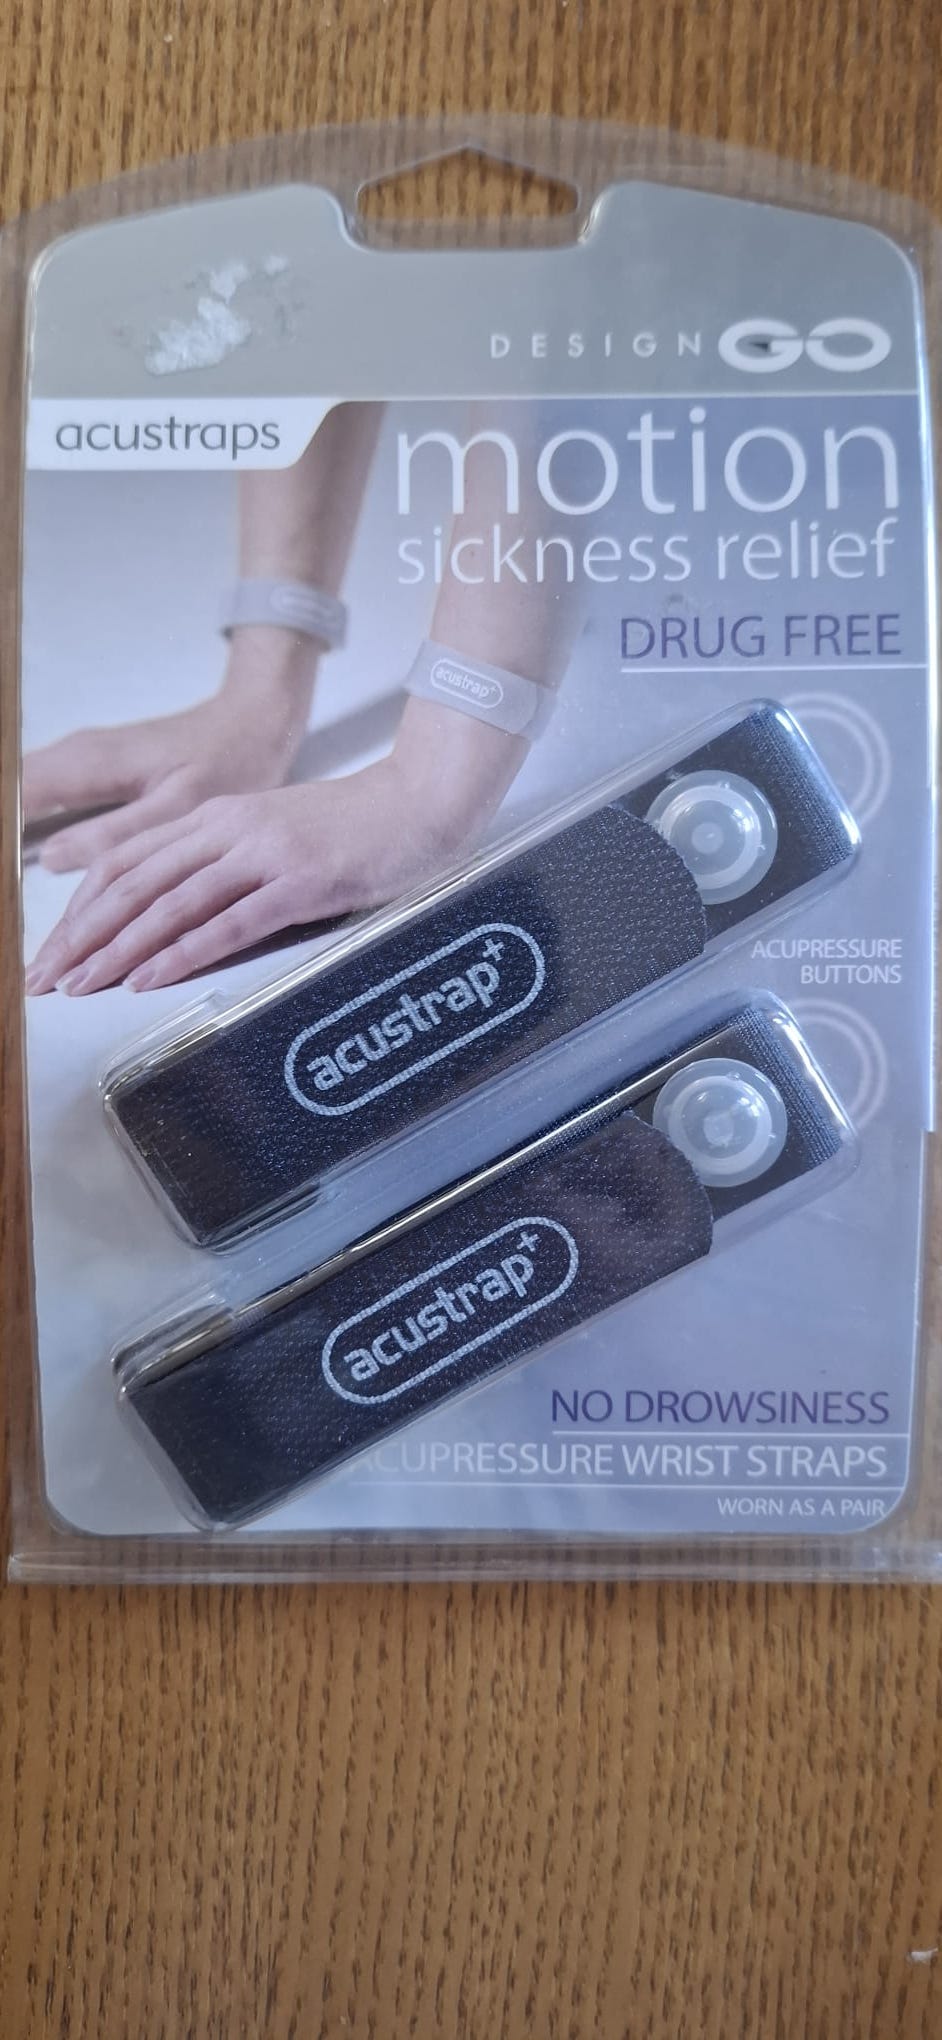 DESIGN GO
acustraps
motion
sickness relief
DRUG FREE
acustrap+
ACUPRESSURE
BUTTONS
acustrap+
acustrap+
NO DROWSINESS
ACUPRESSURE WRIST STRAPS
WORN AS A PAIR